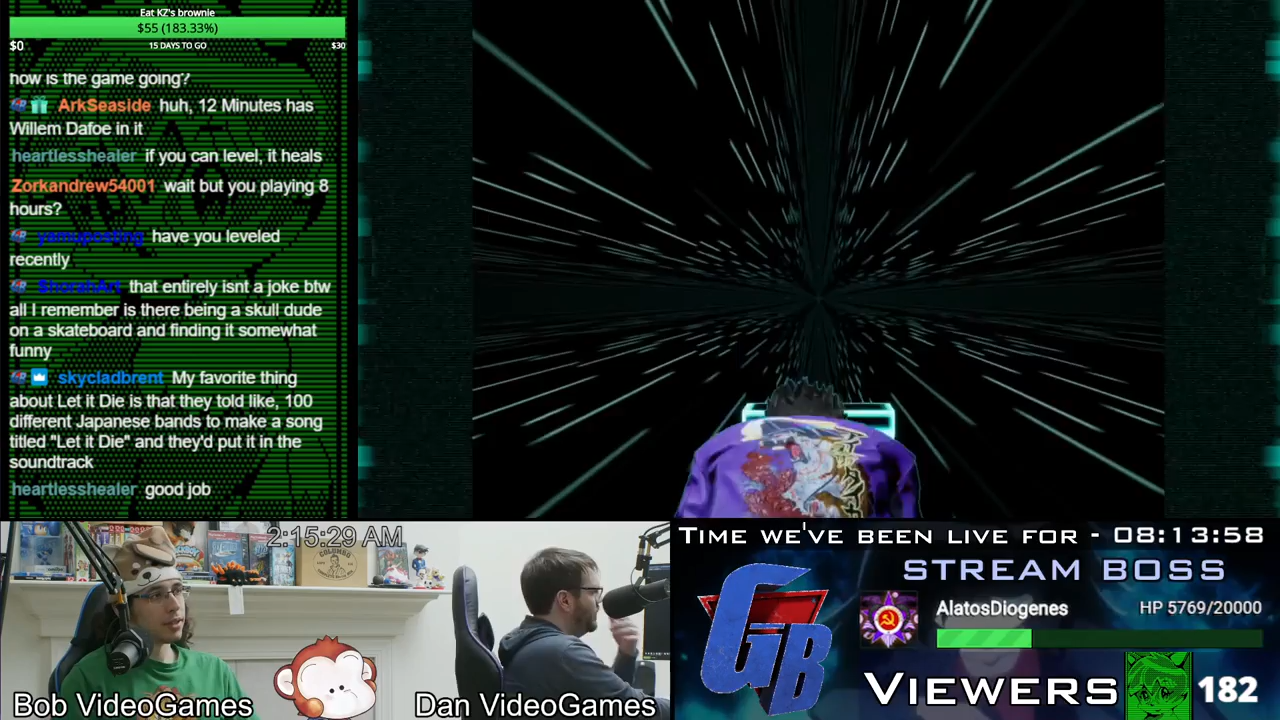 Eat KZ's brownie
$55 (183.33%)
$0
15 DAYS TO GO
$30
how is the game going?
ArkSeaside huh, 12 Minutes has
Willem Dafoe in it
heartlesshealer if you can level, it heals
Zorkandrew54001 wait but you playing 8
hours?
yamuposting have you leveled
recently
ShorahArt that entirely isnt a joke btw
all I remember is there being a skull dude
on a skateboard and finding it somewhat
funny
skycladbrent My favorite thing
about Let it Die is that they told like, 100
different Japanese bands to make a song
titled "Let it Die" and they'd put it in the
soundtrack
heartlesshealer good job
2:15:29 AM
COLUMBO
Bob VideoGames
Dan VideoGames
TIME WE'VE BEEN LIVE FOR - 08:13:58
STREAM BOSS
AlatosDiogenes
HP 5769/20000
GB
VIEWERS
182